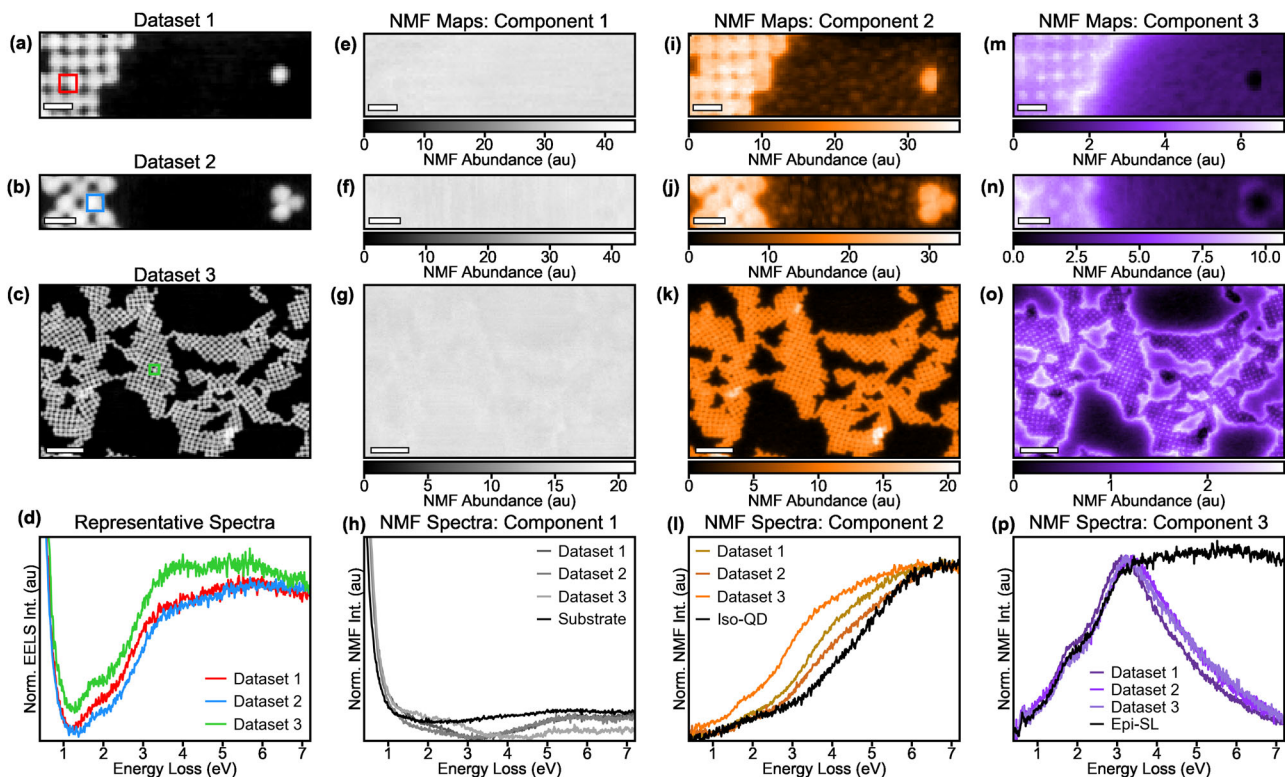 Dataset 1
NMF Maps: Component 1
NMF Maps: Component 2
NMF Maps: Component 3
(a)
(e)
(i)
(m)
0 10 20 30 40
NMF Abundance (au)
0 10 20 30
NMF Abundance (au)
0 2 4 6
NMF Abundance (au)
Dataset 2
(b)
(f)
(j)
(n)
0 10 20 30 40
NMF Abundance (au)
0 10 20 30
NMF Abundance (au)
0.0 2.5 5.0 7.5 10.0
NMF Abundance (au)
Dataset 3
(c)
(g)
(k)
(o)
0 5 10 15 20
NMF Abundance (au)
0 5 10 15 20
NMF Abundance (au)
0 1 2
NMF Abundance (au)
(d)
Representative Spectra
Norm. EELS Int. (au)
Dataset 1
Dataset 2
Dataset 3
1 2 3 4 5 6 7
Energy Loss (eV)
(h)
NMF Spectra: Component 1
Norm. NMF Int. (au)
Dataset 1
Dataset 2
Dataset 3
Substrate
1 2 3 4 5 6 7
Energy Loss (eV)
(l)
NMF Spectra: Component 2
Norm. NMF Int. (au)
Dataset 1
Dataset 2
Dataset 3
Iso-QD
1 2 3 4 5 6 7
Energy Loss (eV)
(p)
NMF Spectra: Component 3
Norm. NMF Int. (au)
Dataset 1
Dataset 2
Dataset 3
Epi-SL
1 2 3 4 5 6 7
Energy Loss (eV)